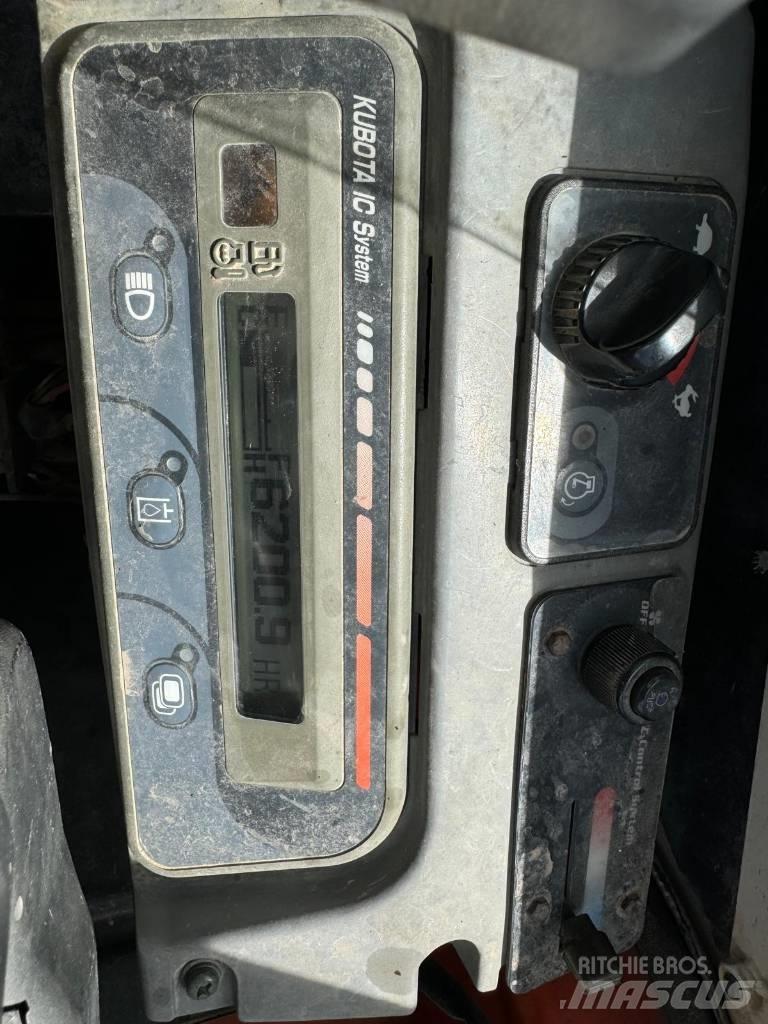 KUBOTA IC System
E
6200.9 HR
OFF
RITCHIE BROS.
MASCUS